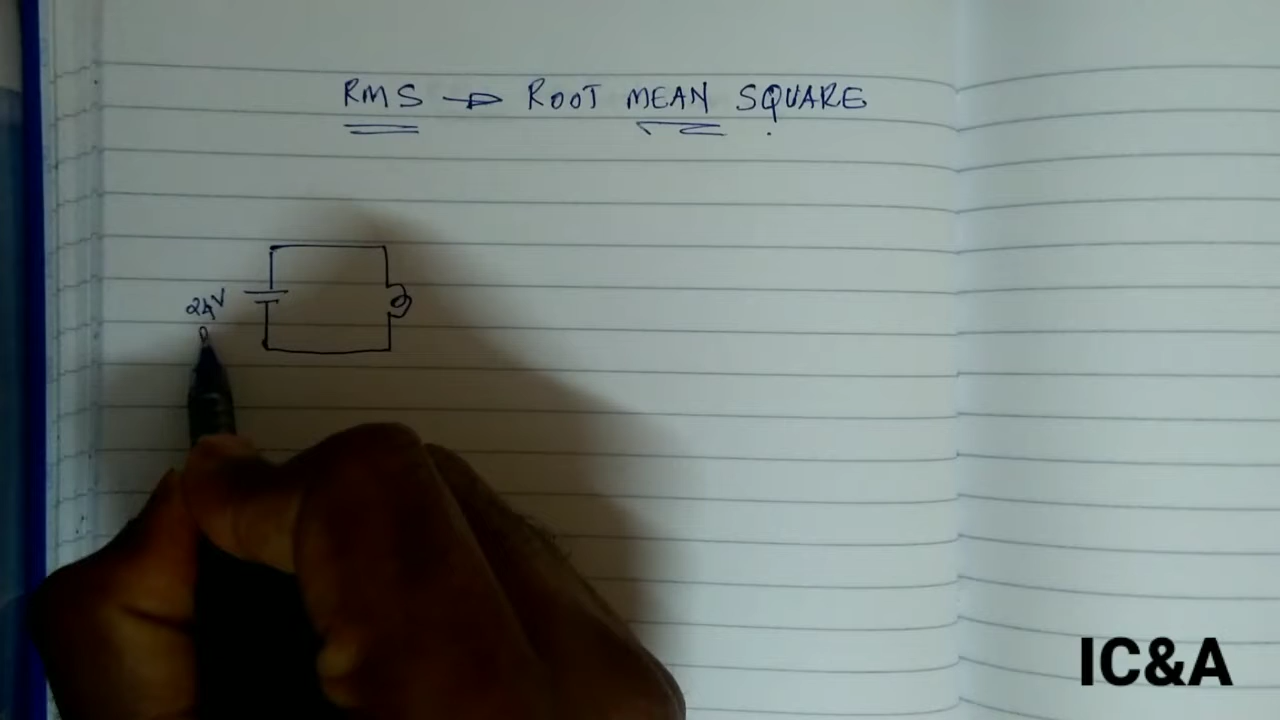 RMS → ROOT MEAN SQUARE
24V
IC&A